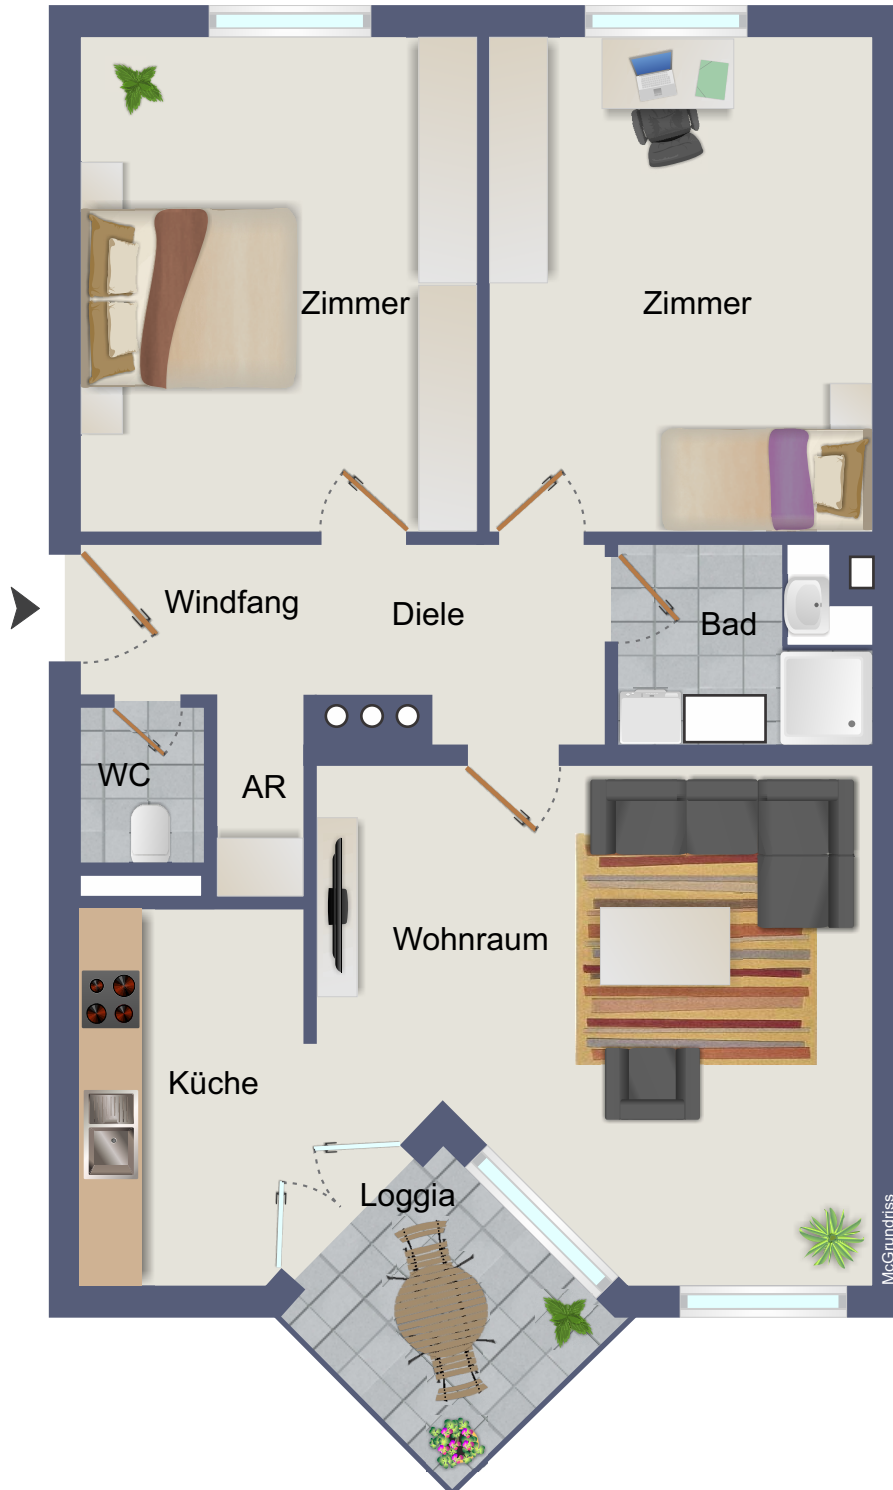 Zimmer
Zimmer
Windfang
Diele
Bad
WC
AR
Wohnraum
Küche
Loggia
McGrundriss